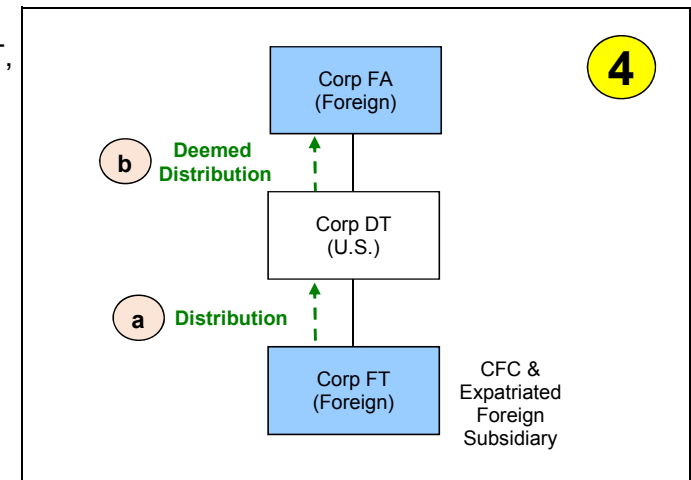 T,
4
Corp FA
(Foreign)
b
Deemed
Distribution
Corp DT
(U.S.)
a
Distribution
Corp FT
(Foreign)
CFC &
Expatriated
Foreign
Subsidiary